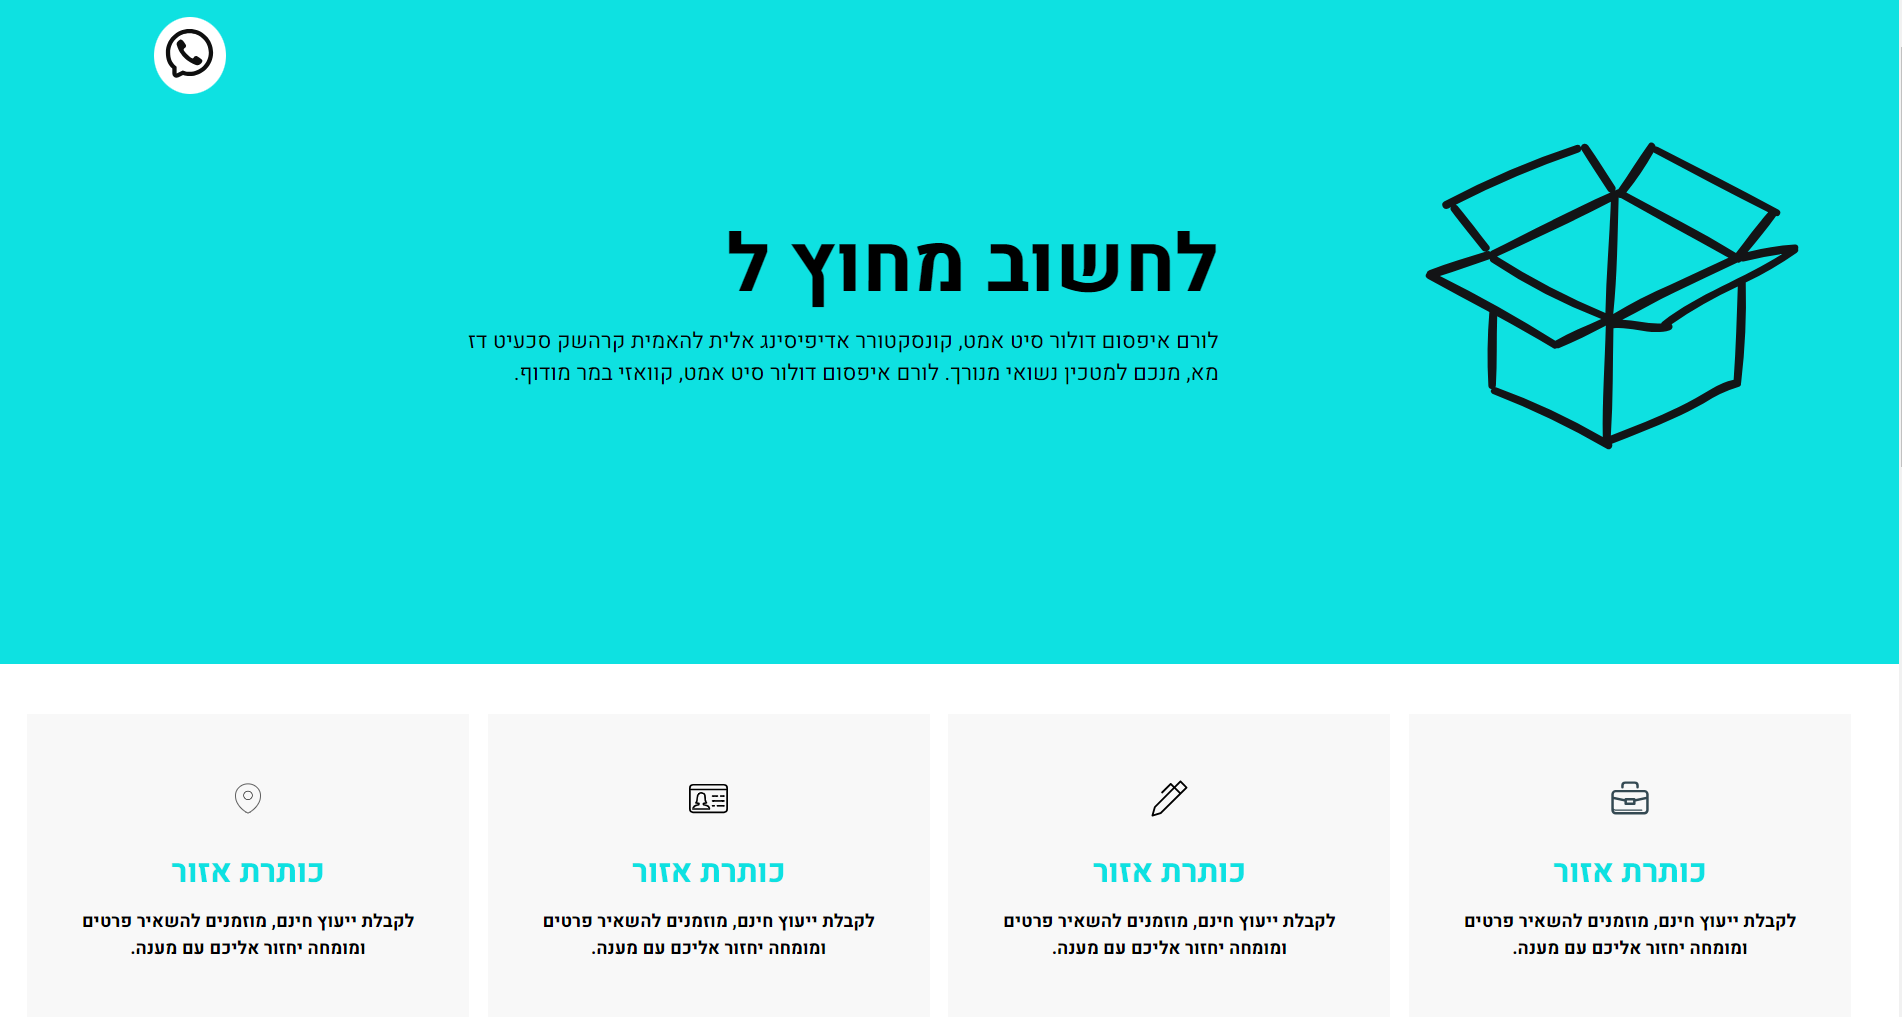 לחשוב מחוץ ל
לורם איפסום דולור סיט אמט, קונסקטורר אדיפיסינג אלית להאמית קרהשק סכעיט דז
מא, מנכם למטכין נשואי מנורך. לורם איפסום דולור סיט אמט, קוואזי במר מודוף.
כותרת אזור
לקבלת ייעוץ חינם, מוזמנים להשאיר פרטים
ומומחה יחזור אליכם עם מענה.
כותרת אזור
לקבלת ייעוץ חינם, מוזמנים להשאיר פרטים
ומומחה יחזור אליכם עם מענה.
כותרת אזור
לקבלת ייעוץ חינם, מוזמנים להשאיר פרטים
ומומחה יחזור אליכם עם מענה.
כותרת אזור
לקבלת ייעוץ חינם, מוזמנים להשאיר פרטים
ומומחה יחזור אליכם עם מענה.